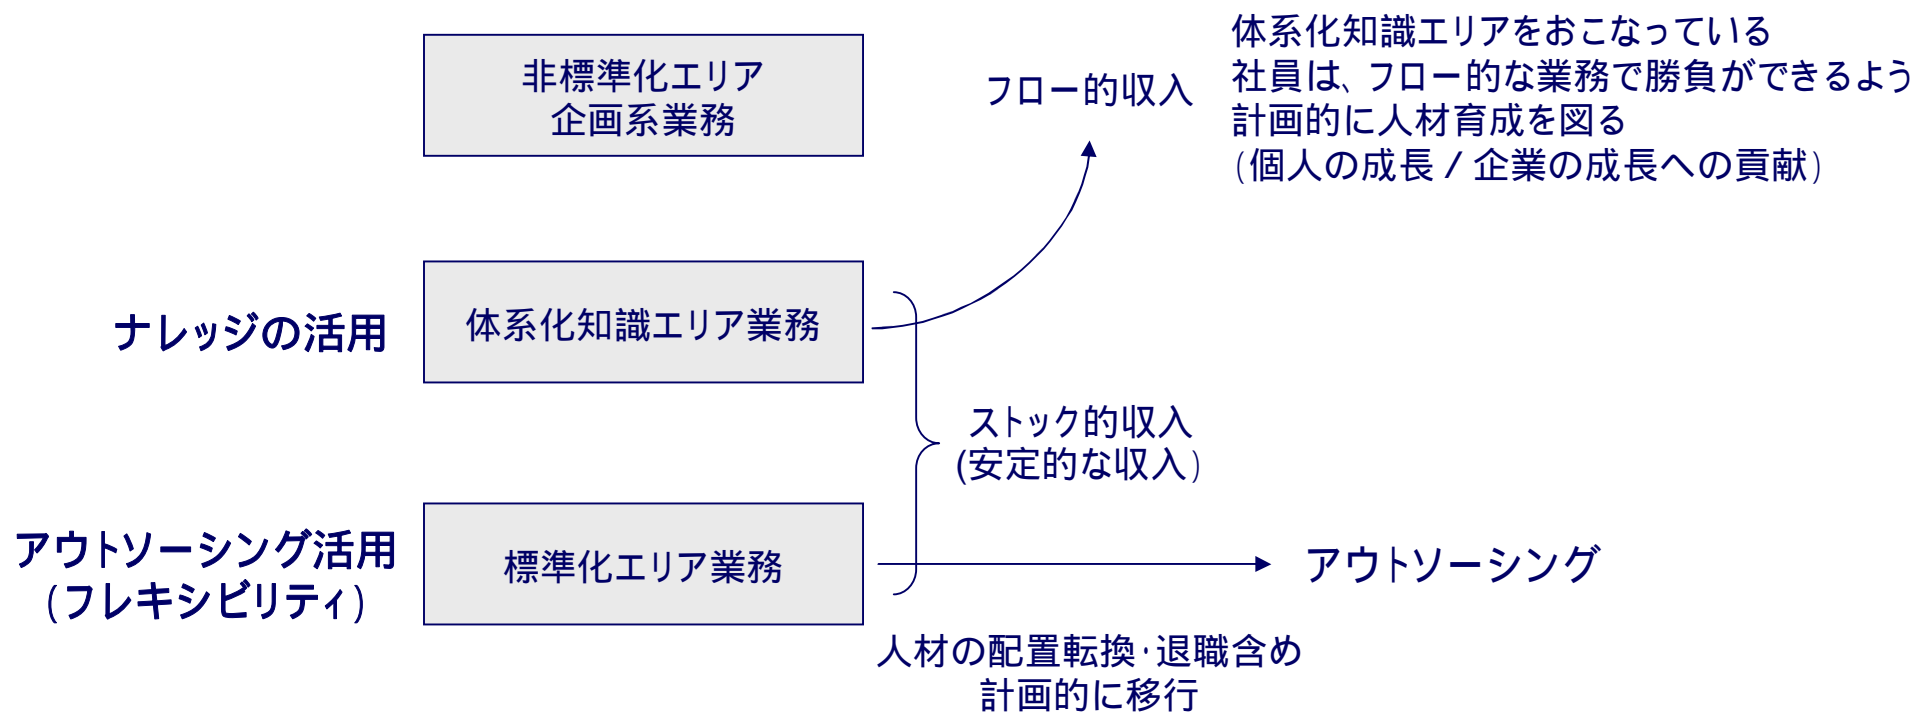 非標準化エリア
企画系業務
フロー的収入
体系化知識エリアをおこなっている
社員は、フロー的な業務で勝負ができるよう
計画的に人材育成を図る
(個人の成長 / 企業の成長への貢献)
ナレッジの活用
体系化知識エリア業務
ストック的収入
(安定的な収入)
アウトソーシング活用
(フレキシビリティ)
標準化エリア業務
アウトソーシング
人材の配置転換・退職含め
計画的に移行